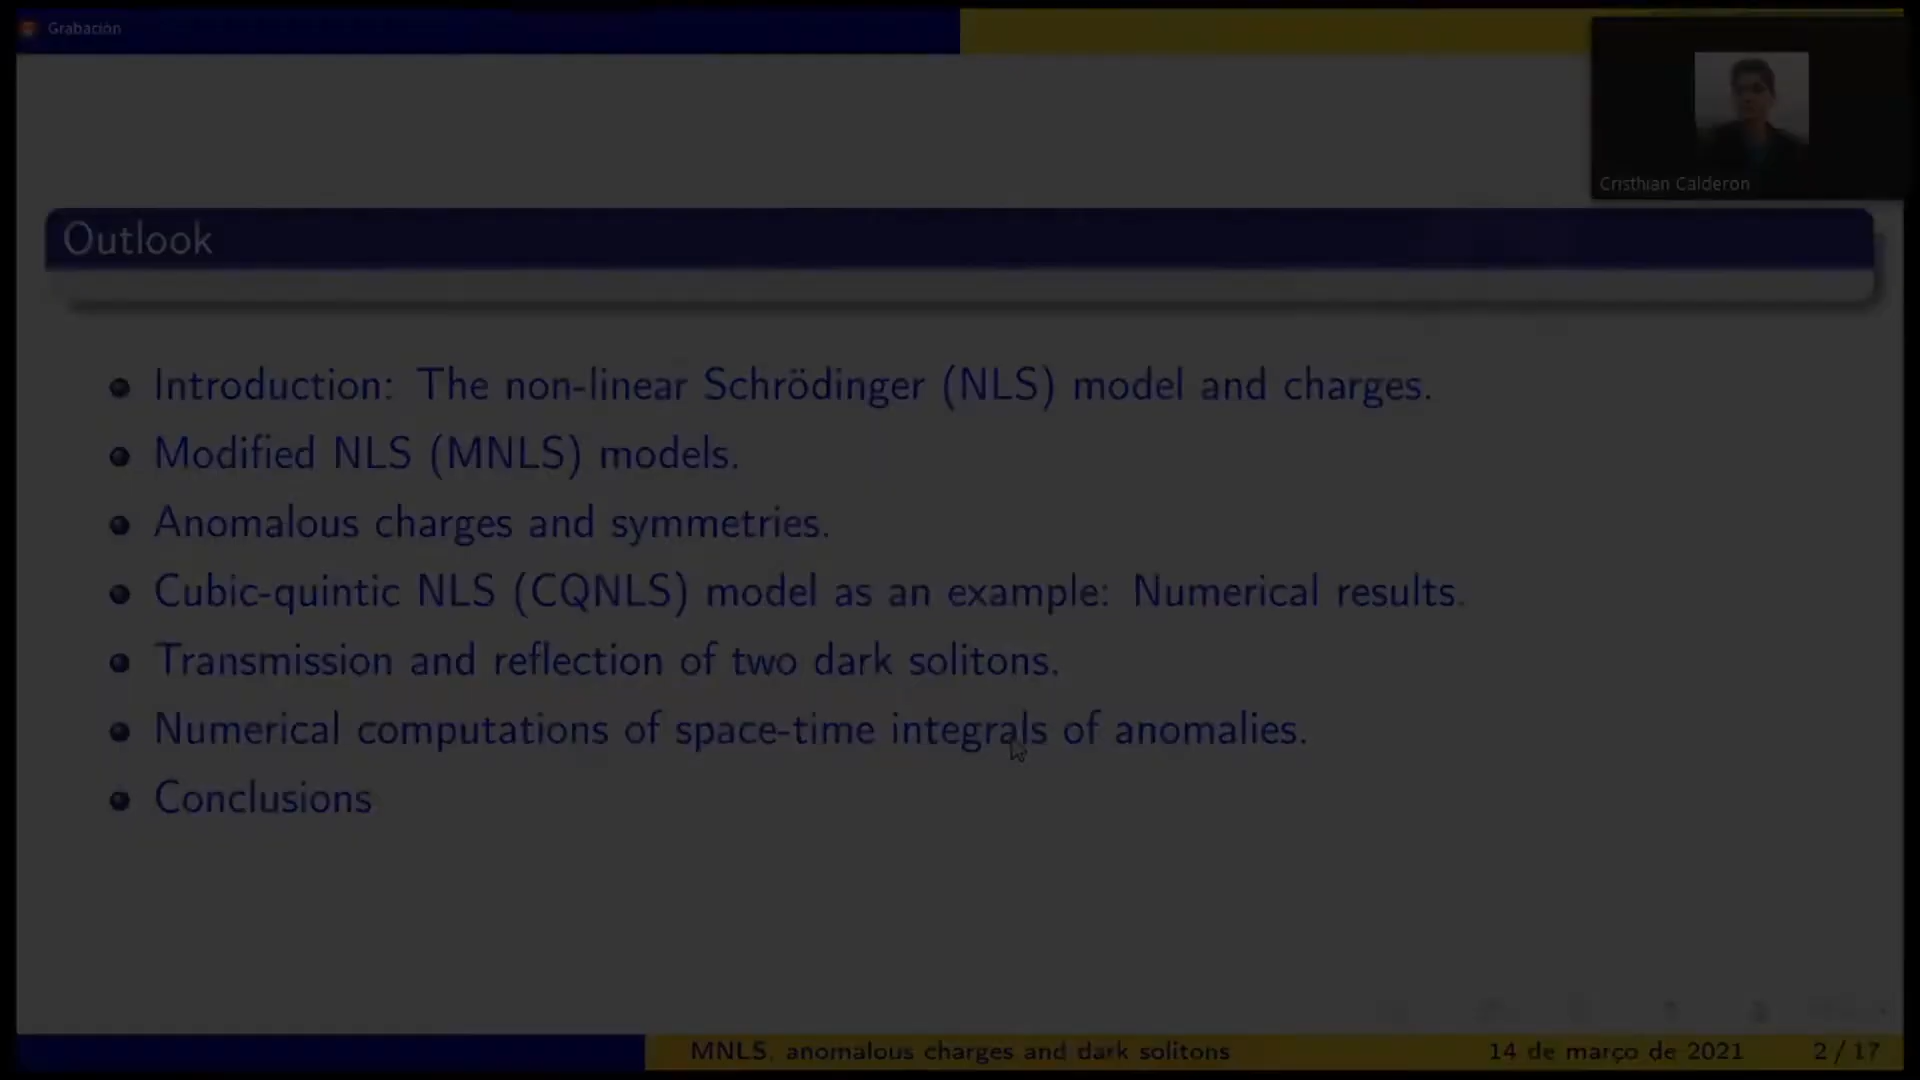 Grabación
Cristhian Calderon
Outlook
Introduction: The non-linear Schrödinger (NLS) model and charges.
Modified NLS (MNLS) models.
Anomalous charges and symmetries.
Cubic-quintic NLS (CQNLS) model as an example: Numerical results.
Transmission and reflection of two dark solitons.
Numerical computations of space-time integrals of anomalies.
Conclusions
MNLS, anomalous charges and dark solitons 14 de março de 2021 2 / 17